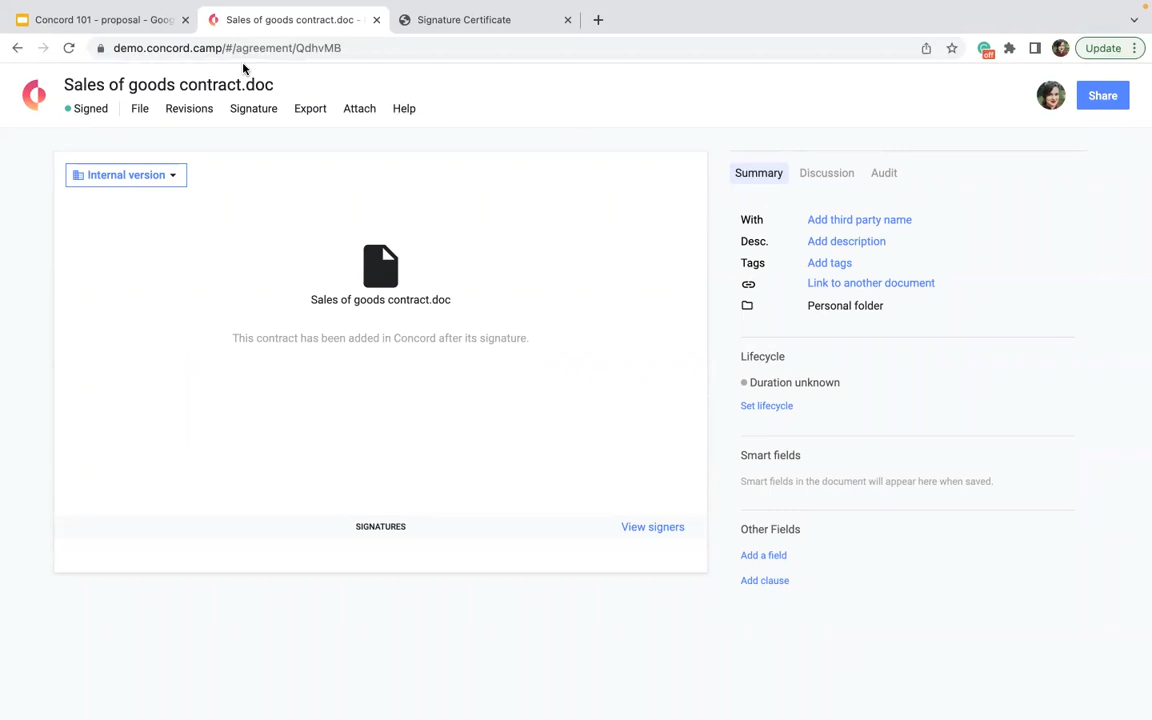 Concord 101 - proposal - Goog
Sales of goods contract.doc -
Signature Certificate
demo.concord.camp/#/agreement/QdhvMB
off
Update
Sales of goods contract.doc
Signed
File
Revisions
Signature
Export
Attach
Help
Share
Internal version
Sales of goods contract.doc
This contract has been added in Concord after its signature.
SIGNATURES
View signers
Summary
Discussion
Audit
With
Add third party name
Desc.
Add description
Tags
Add tags
Link to another document
Personal folder
Lifecycle
Duration unknown
Set lifecycle
Smart fields
Smart fields in the document will appear here when saved.
Other Fields
Add a field
Add clause